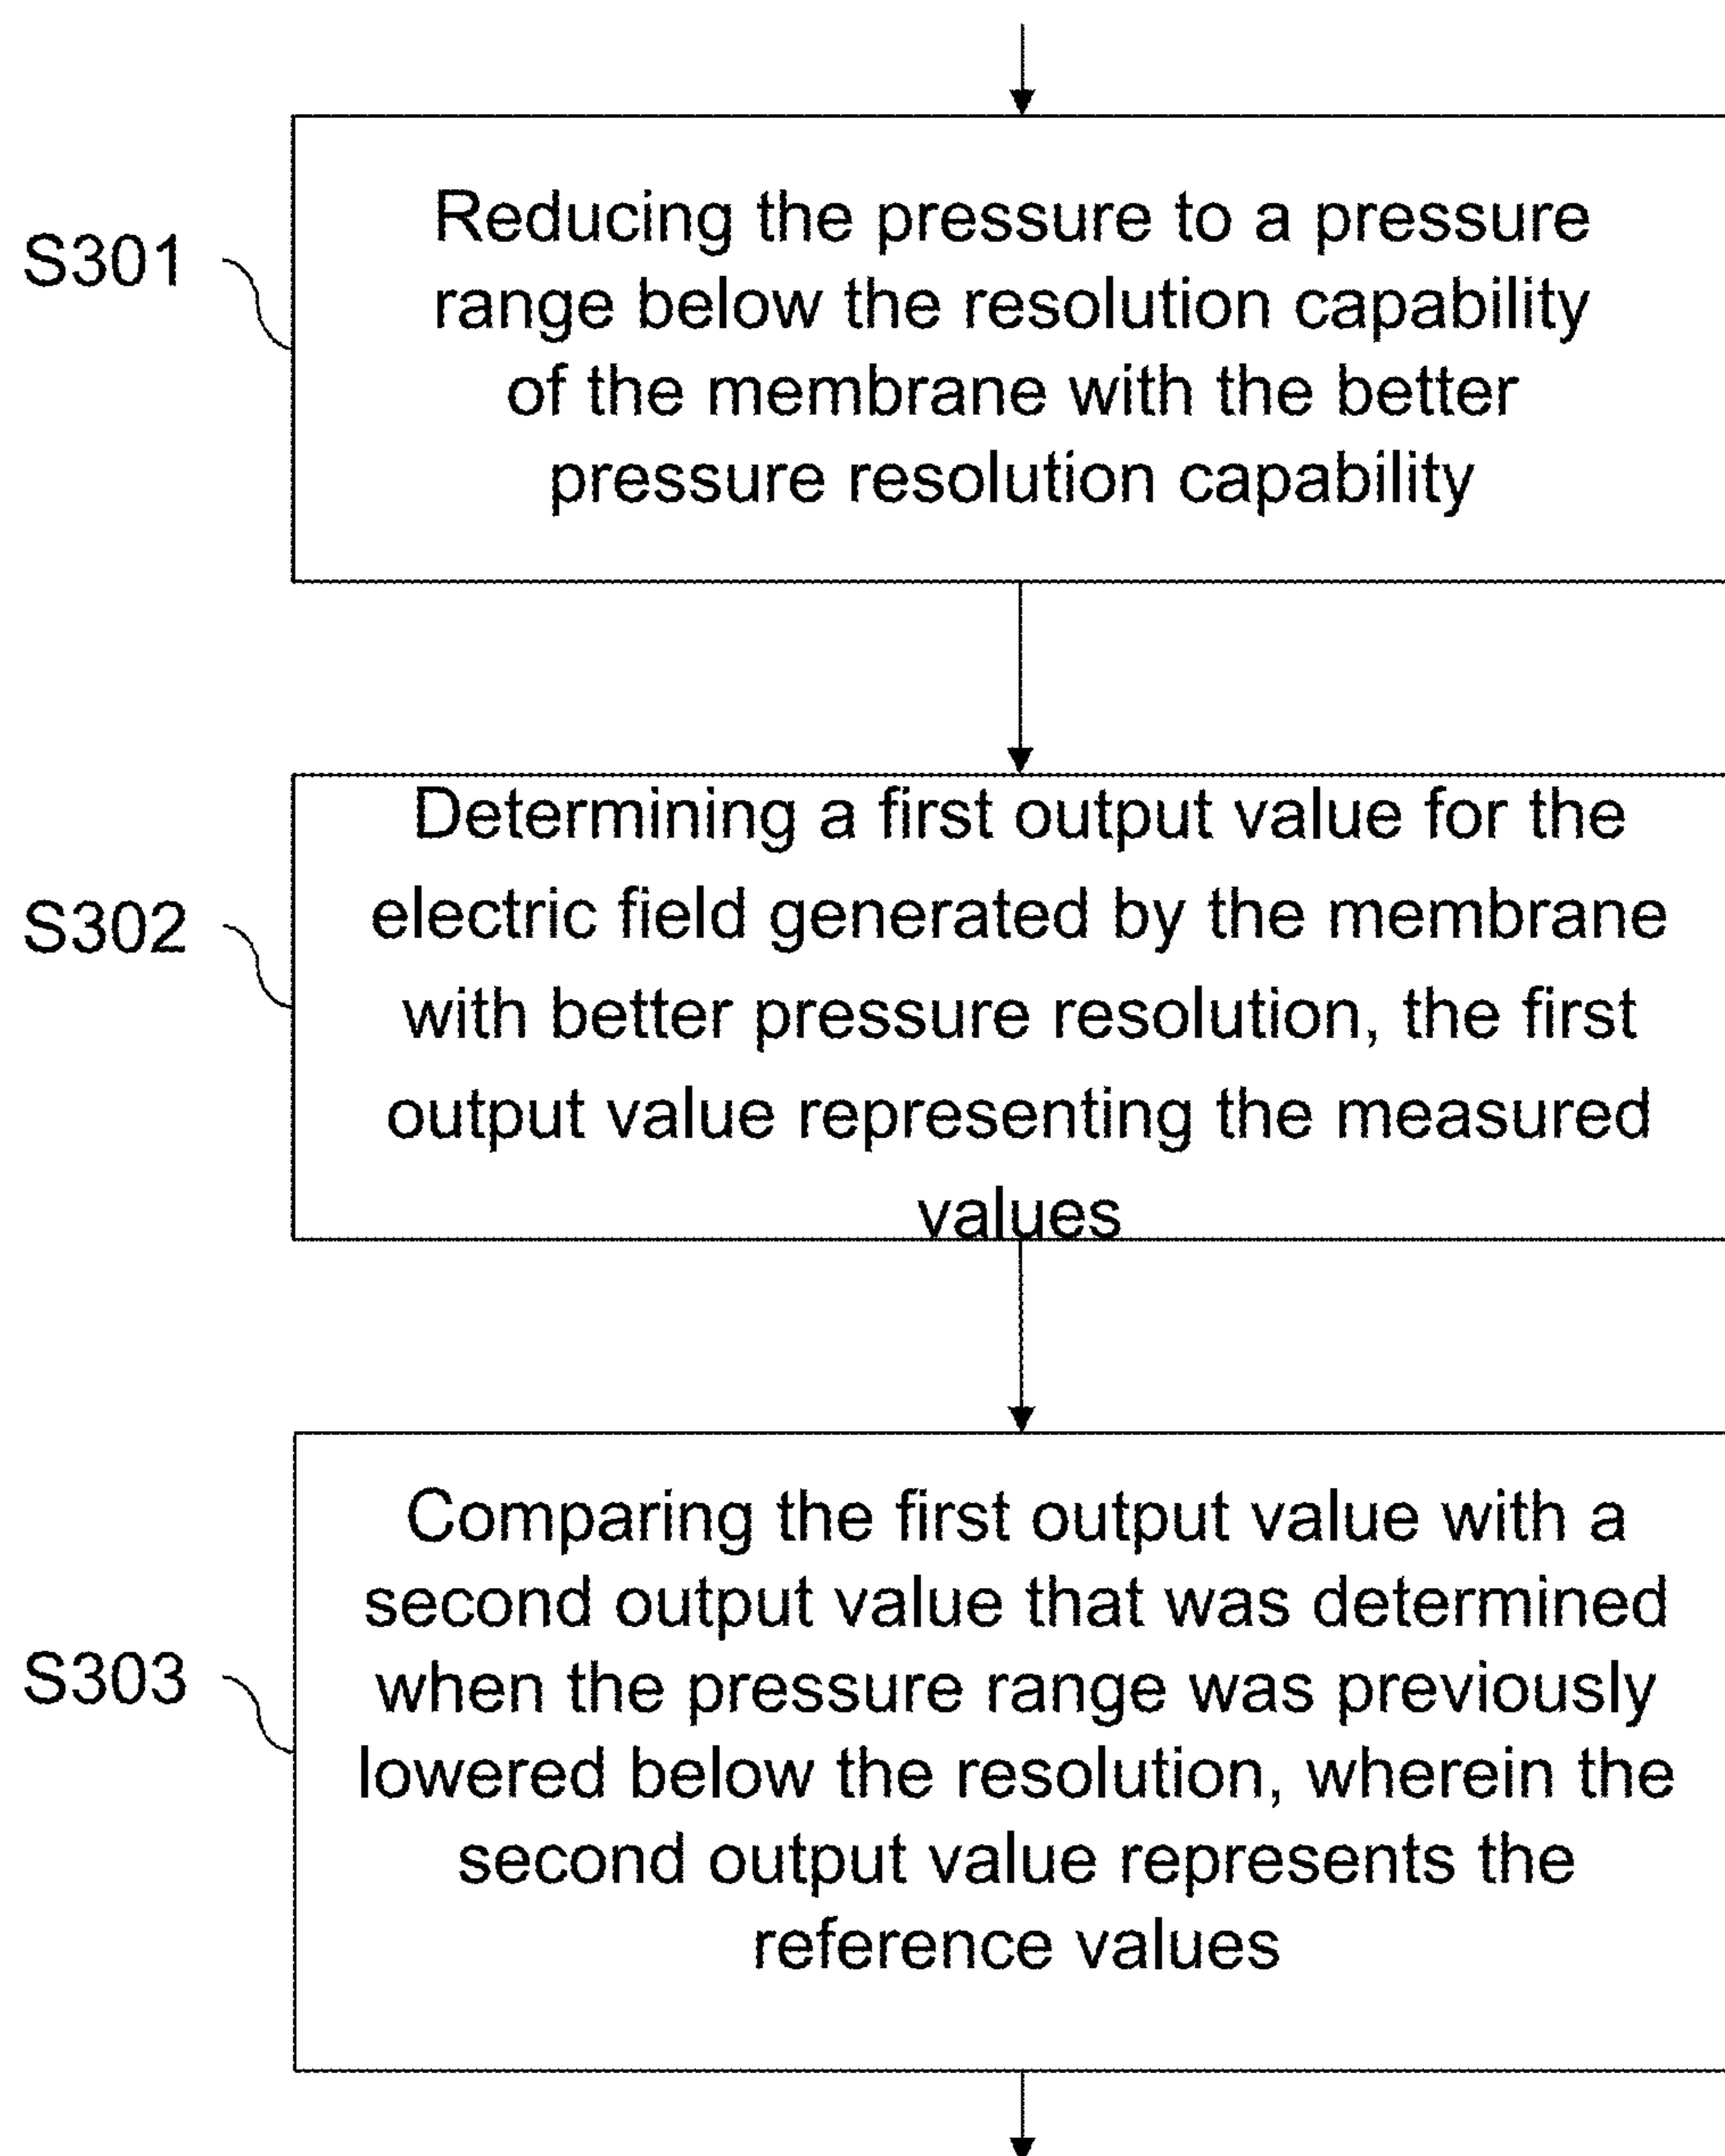 S301
Reducing the pressure to a pressure
range below the resolution capability
of the membrane with the better
pressure resolution capability
S302
Determining a first output value for the
electric field generated by the membrane
with better pressure resolution, the first
output value representing the measured
values
S303
Comparing the first output value with a
second output value that was determined
when the pressure range was previously
lowered below the resolution, wherein the
second output value represents the
reference values